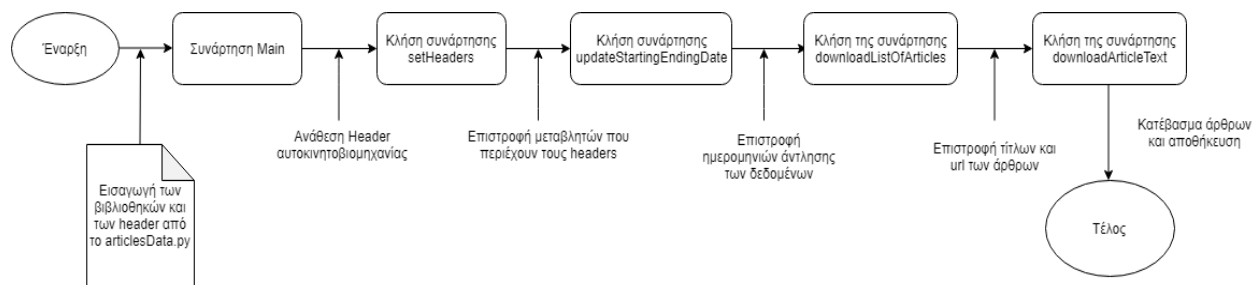 Έναρξη
Συνάρτηση Main
Κλήση συνάρτησης
setHeaders
Κλήση συνάρτησης
updateStartingEndingDate
Κλήση της συνάρτησης
downloadListOfArticles
Κλήση της συνάρτησης
downloadArticleText
Εισαγωγή των
βιβλιοθηκών και
των header από
το articlesData.py
Ανάθεση Header
αυτοκινητοβιομηχανίας
Επιστροφή μεταβλητών που
περιέχουν τους headers
Επιστροφή
ημερομηνιών άντλησης
των δεδομένων
Επιστροφή τίτλων και
url των άρθρων
Κατέβασμα άρθρων
και αποθήκευση
Τέλος